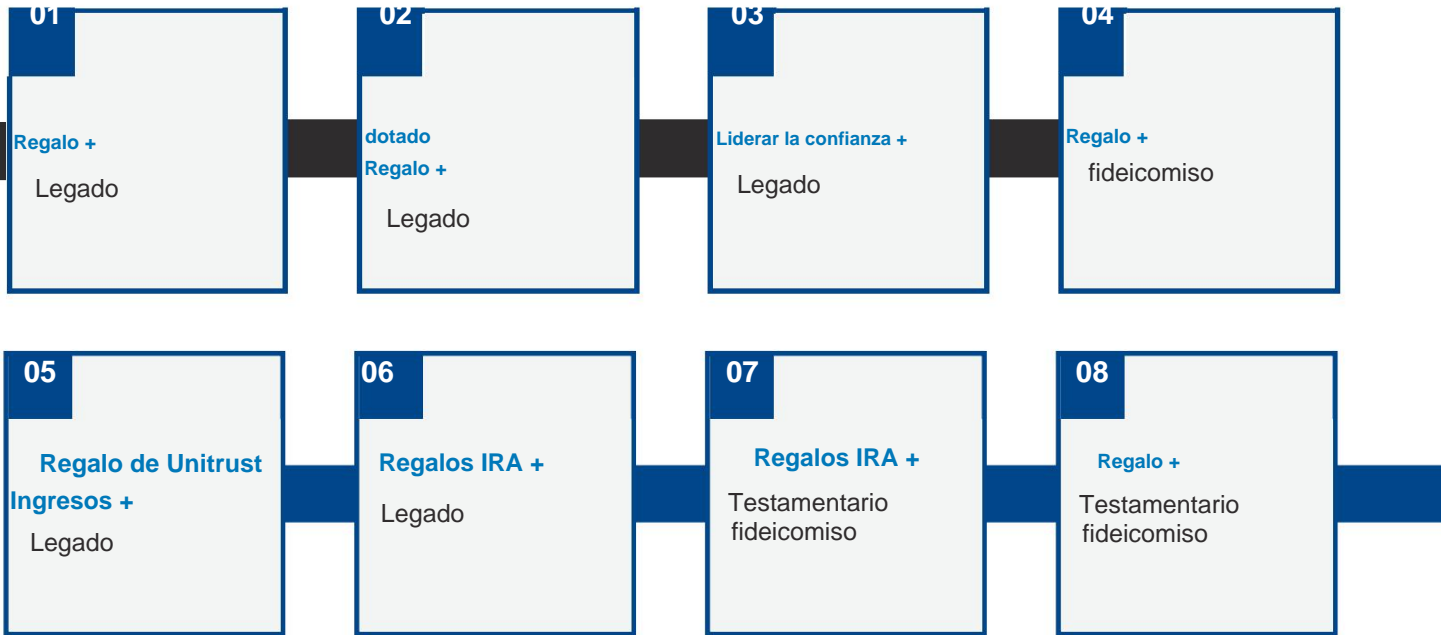 01
Regalo +
Legado
02
dotado
Regalo +
Legado
03
Liderar la confianza +
Legado
04
Regalo +
fideicomiso
05
Regalo de Unitrust
Ingresos +
Legado
06
Regalos IRA +
Legado
07
Regalos IRA +
Testamentario
fideicomiso
08
Regalo +
Testamentario
fideicomiso